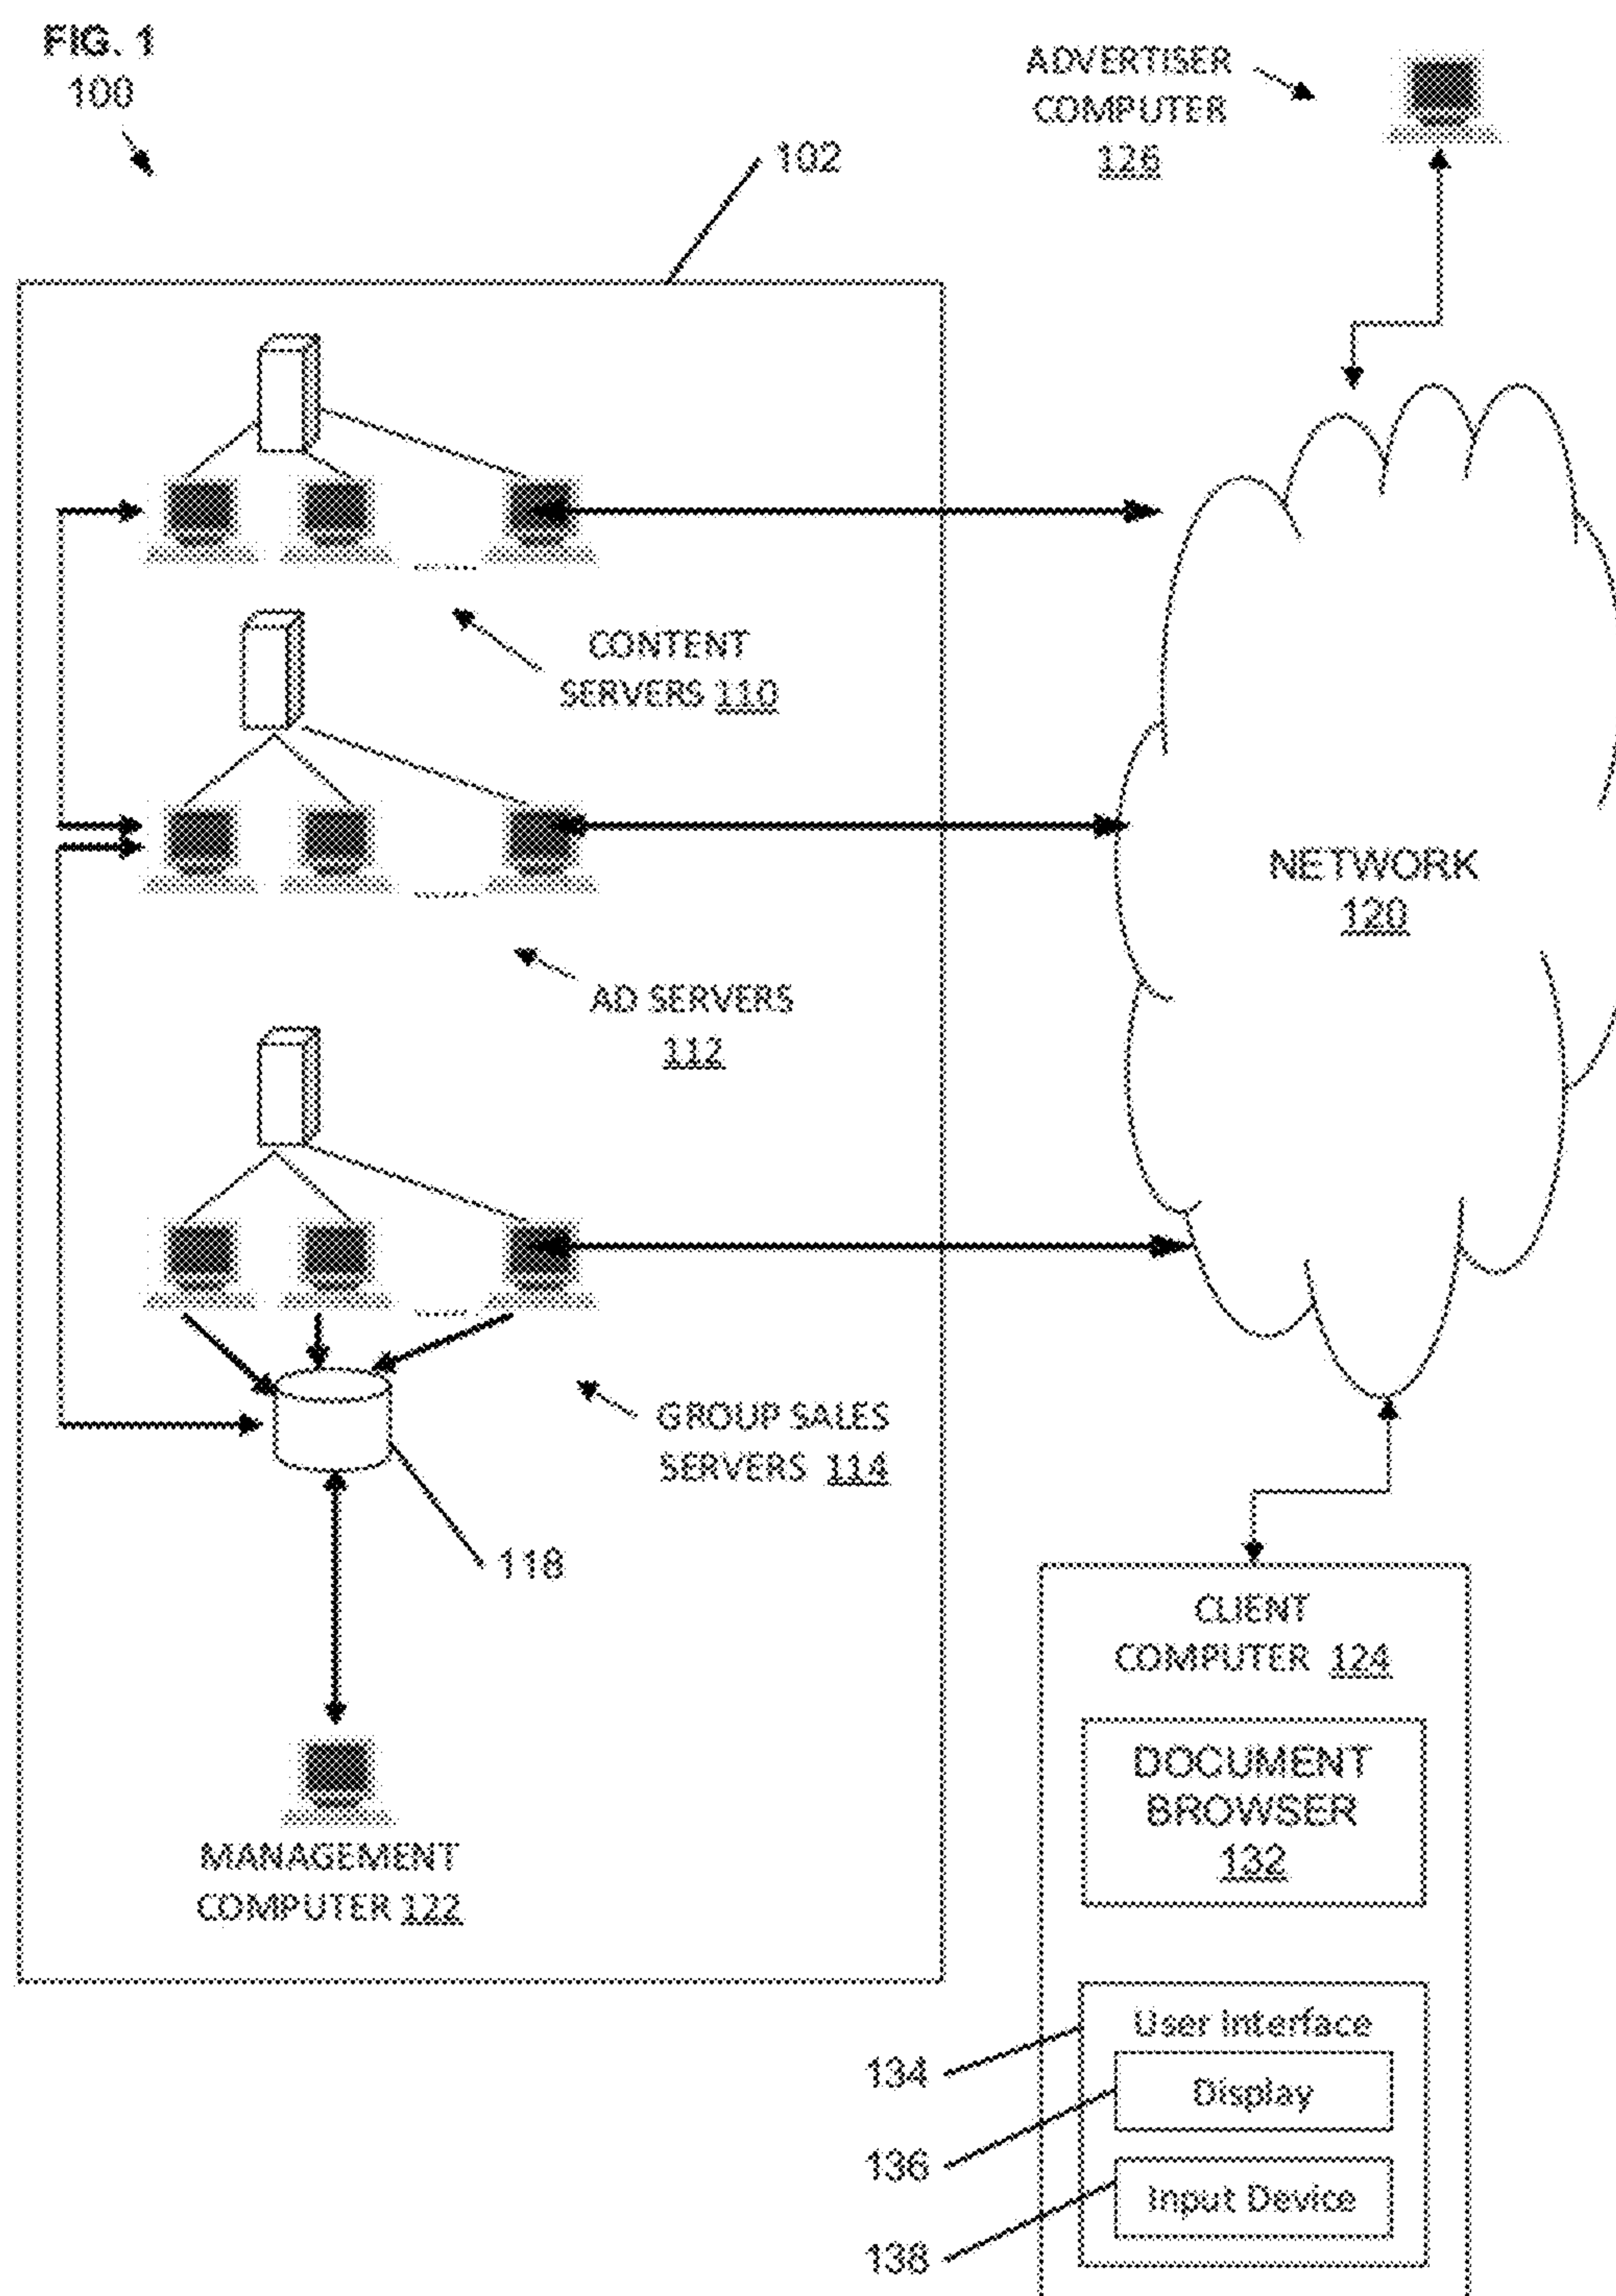 FIG. 1
100
ADVERTISER
COMPUTER
126
102
CONTENT
SERVERS 110
NETWORK
120
AD SERVERS
112
GROUP SALES
SERVERS 114
118
CLIENT
COMPUTER 124
DOCUMENT
BROWSER
132
MANAGEMENT
COMPUTER 122
User Interface
134
Display
136
Input Device
138